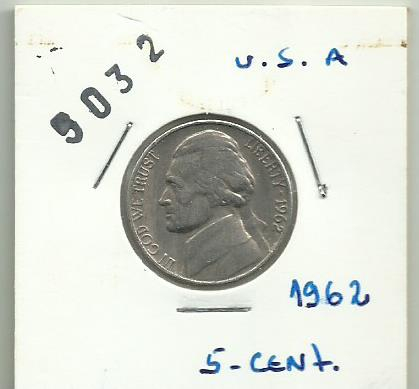 5032
U.S.A
IN GOD WE TRUST
LIBERTY 1962
1962
5-CENT.